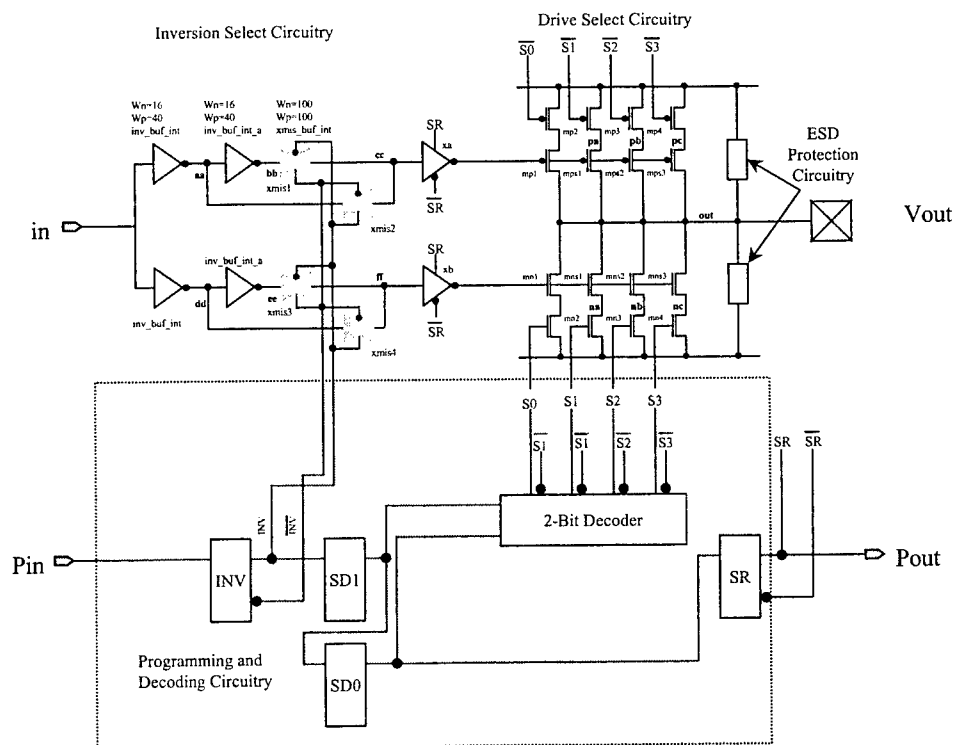 Inversion Select Circuitry
Drive Select Circuitry
S0 S1 S2 S3
Wn=16 Wn=16 Wn=100
Wp=40 Wp=40 Wp=100
inv_buf_int inv_buf_int_a xmis_buf_int
SR
cc xa
mp2 mp3 mp4
pa pb pc
ESD
Protection
Circuitry
aa bb
xmis1
mp1 mps1 mps2 mps3
SR
xmis2
in
out
Vout
inv_buf_int_a
SR
ff xb
mn1 mns1 mns2 mns3
dd ee
xmis3
na nb nc
inv_buf_int
SR
mn2 mn3 mn4
xmis4
S0 S1 S2 S3
S1 S1 S2 S3
SR SR
INV INV
2-Bit Decoder
Pin
INV
SD1
SR
Pout
SD0
Programming and
Decoding Circuitry